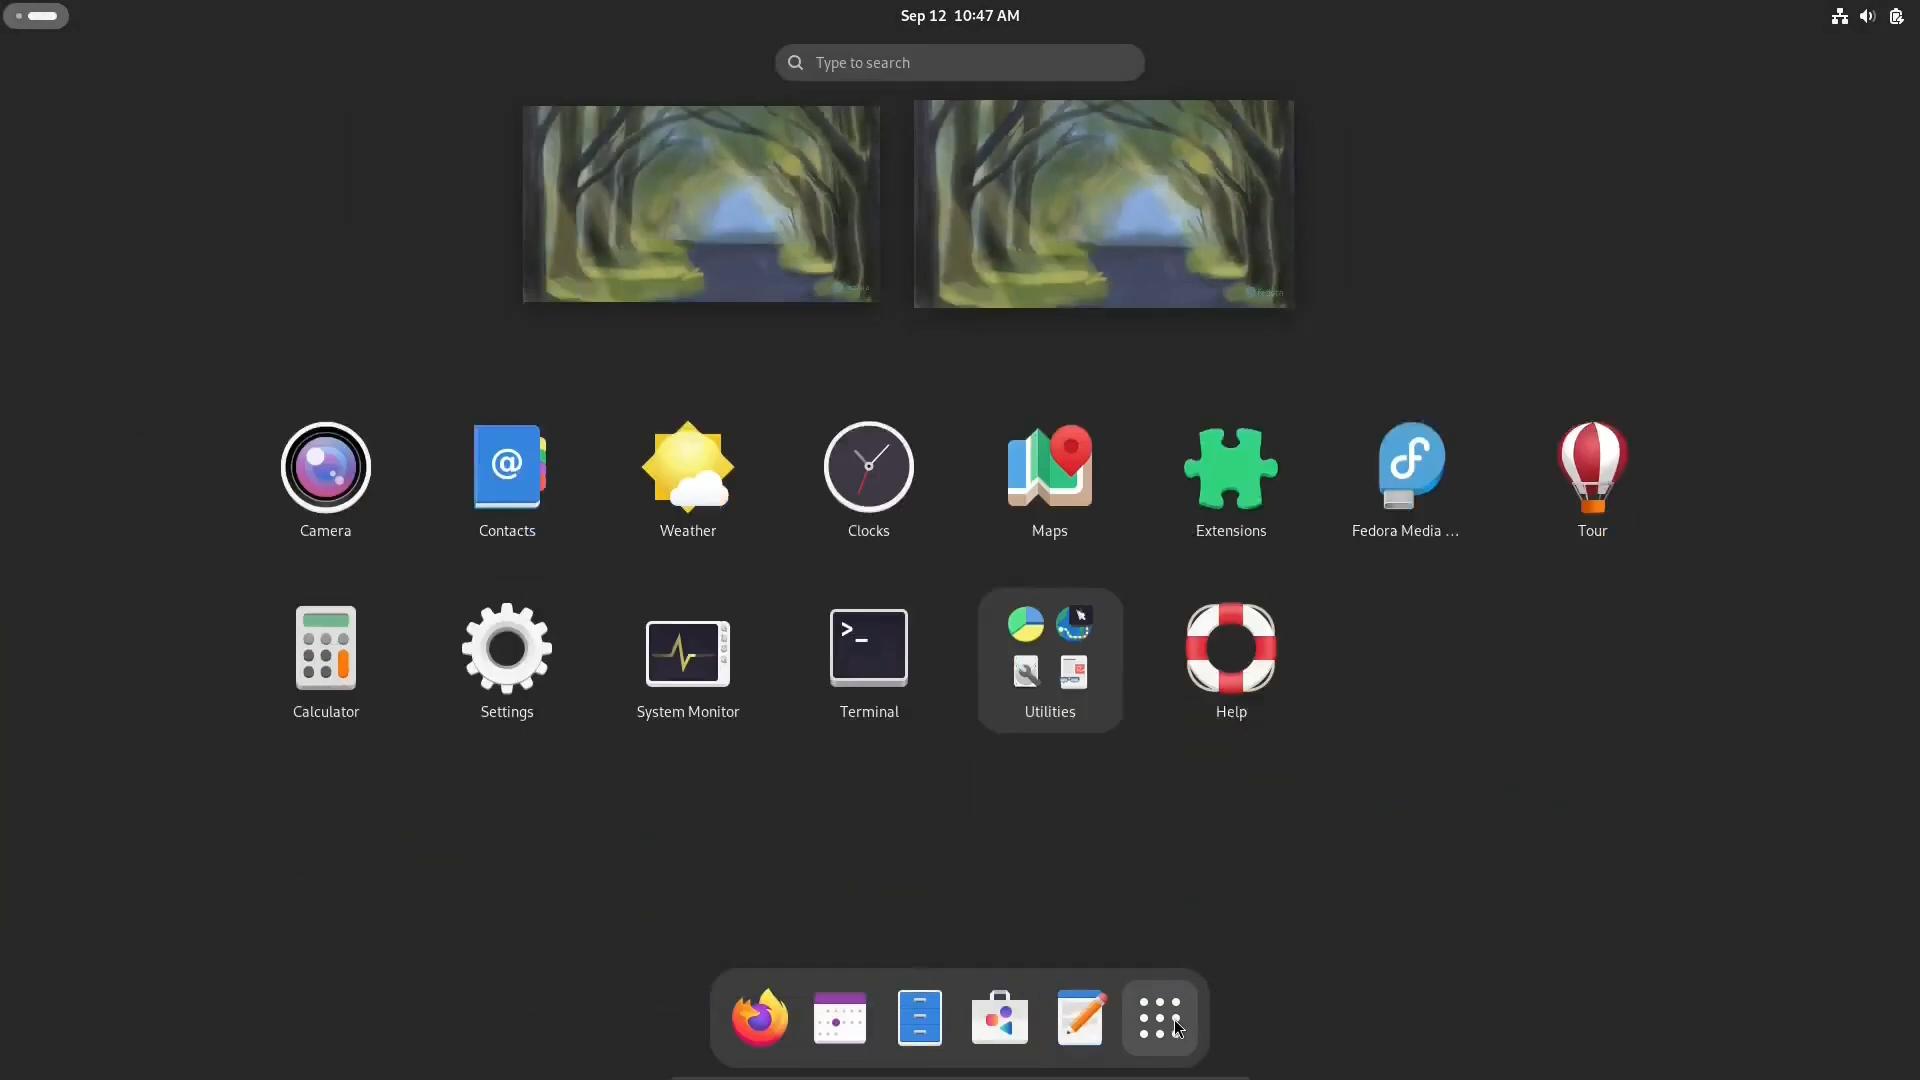 Sep 12 10:47 AM
Type to search
fedora
Camera
Contacts
Weather
Clocks
Maps
Extensions
Fedora Media ...
Tour
Calculator
Settings
System Monitor
Terminal
Utilities
Help